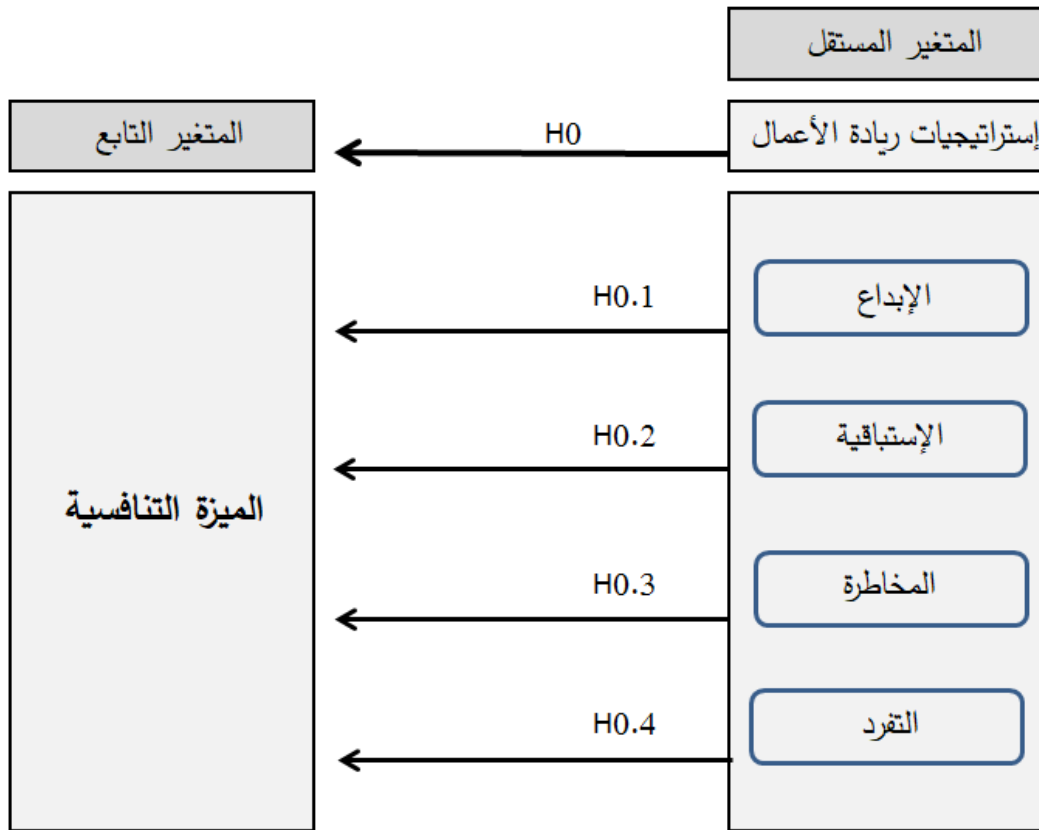 المتغير المستقل
إستراتيجيات ريادة الأعمال
H0
المتغير التابع
الإبداع
H0.1
الإستباقية
H0.2
الميزة التنافسية
المخاطرة
H0.3
التفرد
H0.4